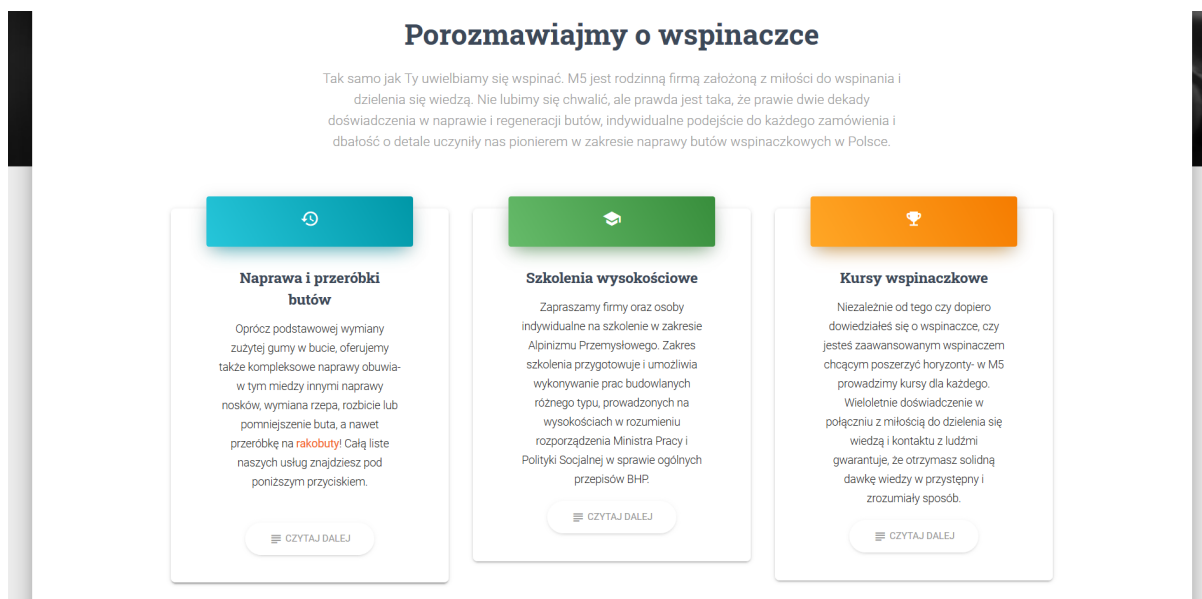 Porozmawiajmy o wspinaczce
Tak samo jak Ty uwielbiamy się wspinać. M5 jest rodzinną firmą założoną z miłości do wspinania i
dzielenia się wiedzą. Nie lubimy się chwalić, ale prawda jest taka, że prawie dwie dekady
doświadczenia w naprawie i regeneracji butów, indywidualne podejście do każdego zamówienia i
dbałość o detale uczyniły nas pionierem w zakresie naprawy butów wspinaczkowych w Polsce.
Naprawa i przeróbki
butów
Oprócz podstawowej wymiany
zużytej gumy w bucie, oferujemy
także kompleksowe naprawy obuwia-
w tym miedzy innymi naprawy
nosków, wymiana rzepa, rozbicie lub
pomniejszenie buta, a nawet
przeróbkę na rakobuty! Całą liste
naszych usług znajdziesz pod
poniższym przyciskiem.
CZYTAJ DALEJ
Szkolenia wysokościowe
Zapraszamy firmy oraz osoby
indywidualne na szkolenie w zakresie
Alpinizmu Przemysłowego. Zakres
szkolenia przygotowuje i umożliwia
wykonywanie prac budowlanych
różnego typu, prowadzonych na
wysokościach w rozumieniu
rozporządzenia Ministra Pracy i
Polityki Socjalnej w sprawie ogólnych
przepisów BHP.
CZYTAJ DALEJ
Kursy wspinaczkowe
Niezależnie od tego czy dopiero
dowiedziałeś się o wspinaczce, czy
jesteś zaawansowanym wspinaczem
chcącym poszerzyć horyzonty- w M5
prowadzimy kursy dla każdego.
Wieloletnie doświadczenie w
połączniu z miłością do dzielenia się
wiedzą i kontaktu z ludźmi
gwarantuje, że otrzymasz solidną
dawkę wiedzy w przystępny i
zrozumiały sposób.
CZYTAJ DALEJ